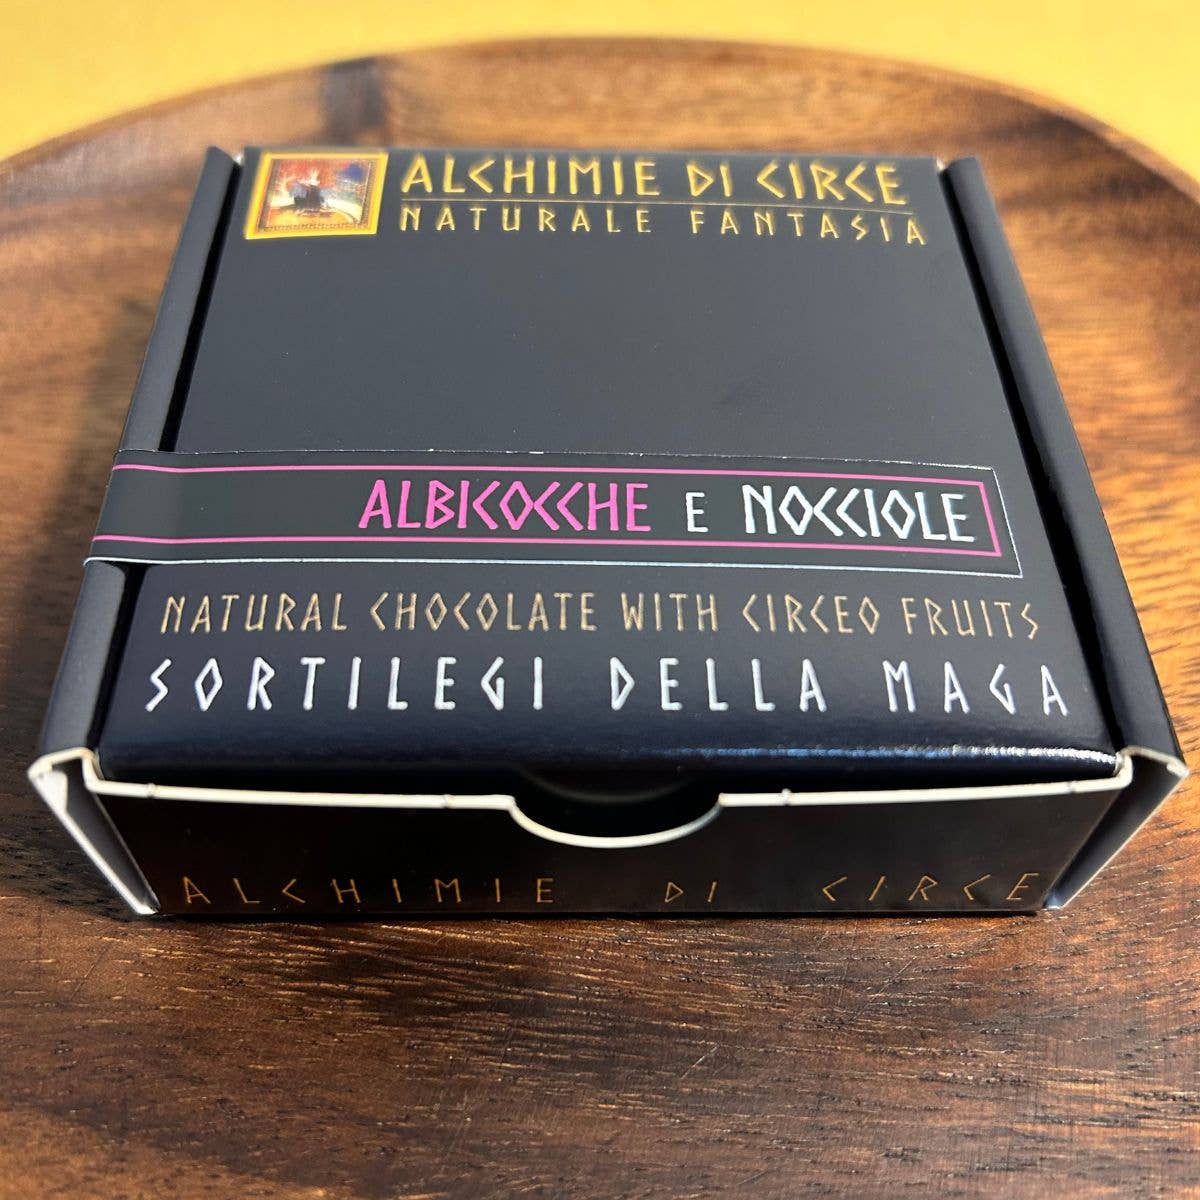 ALCHIMIE DI CIRCE
NATURALE FANTASIA
ALBICOCCHE E NOCCIOLE
NATURAL CHOCOLATE WITH CIRCEO FRUITS
SORTILEGI DELLA MAGA
ALCHIMIE DI CIRCE